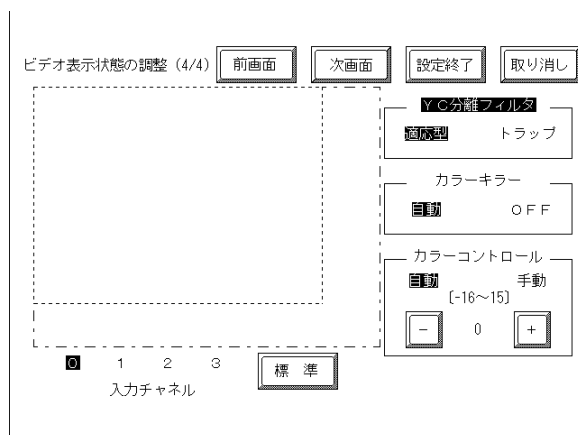 ビデオ表示状態の調整（4/4） 前画面 次画面 設定終了 取り消し
ＹＣ分離フィルタ
適応型 トラップ
カラーキラー
自動 ＯＦＦ
カラーコントロール
自動 手動
［-16～15］
－ 0 ＋
0 1 2 3 標 準
入力チャネル